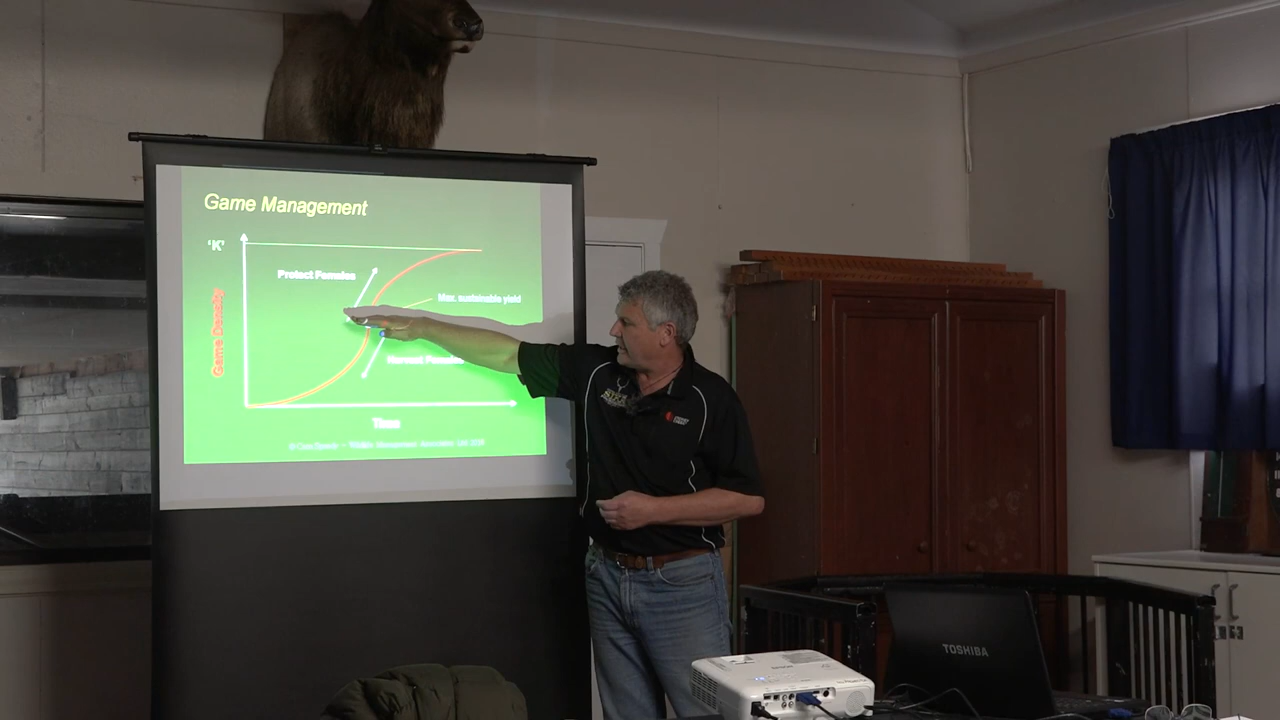 Game Management
'K'
Protect Females
Max. sustainable yield
Game Density
Harvest Females
Time
TOSHIBA